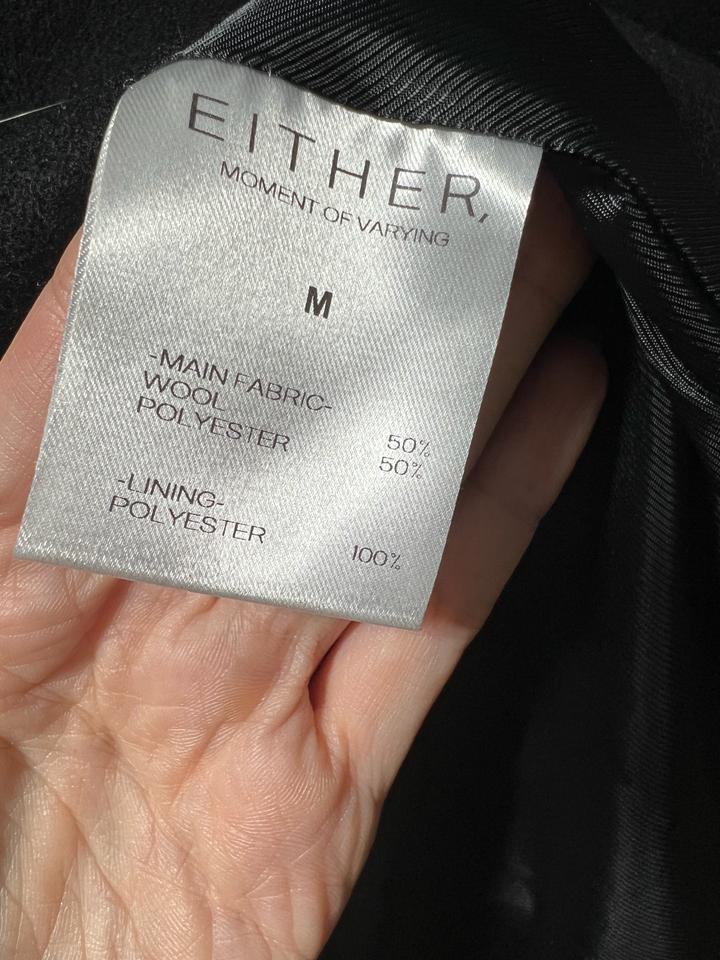 EITHER,
MOMENT OF VARYING
M
-MAIN FABRIC-
WOOL 50%
POLYESTER 50%
-LINING-
POLYESTER 100%